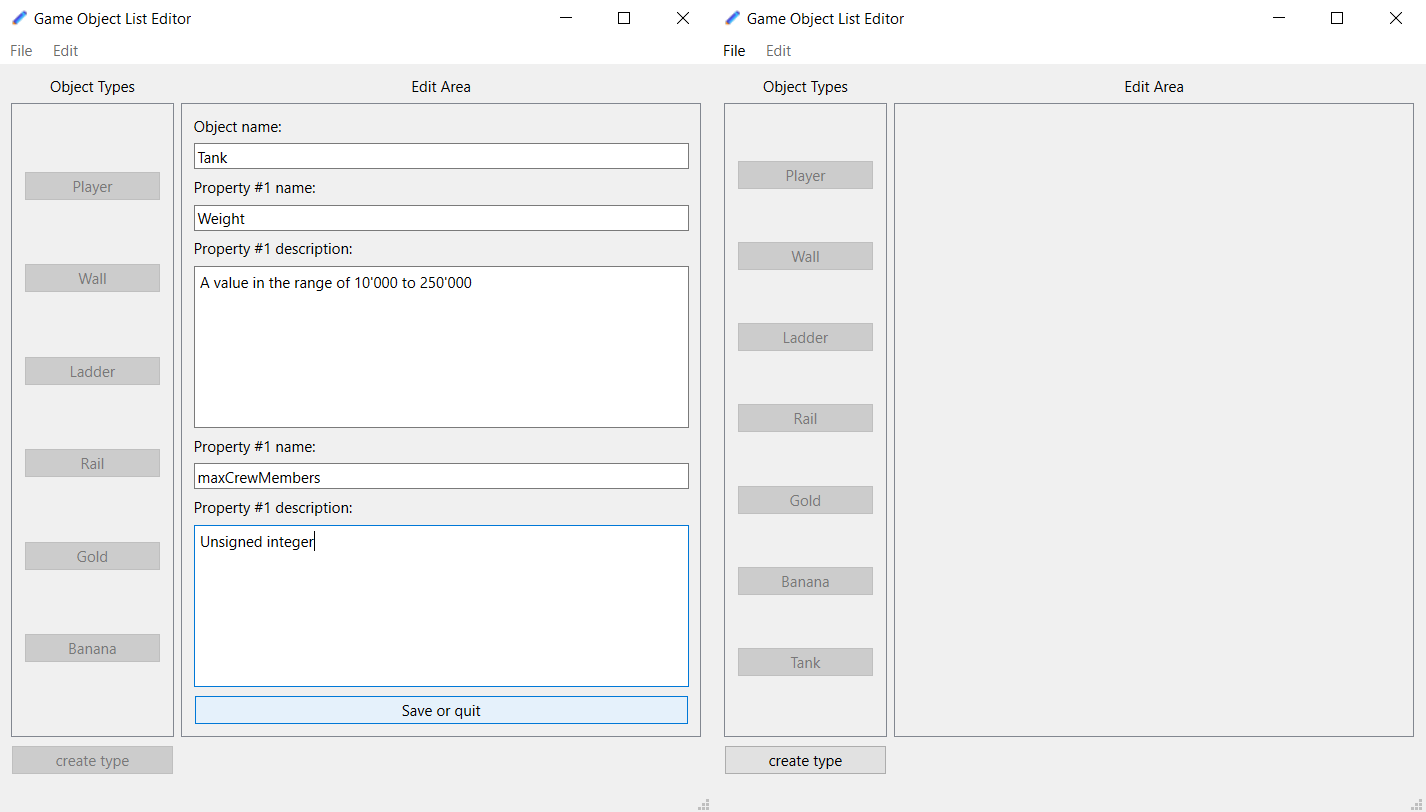 Game Object List Editor
File Edit
Object Types
Edit Area
Player
Wall
Ladder
Rail
Gold
Banana
create type
Object name:
Tank
Property #1 name:
Weight
Property #1 description:
A value in the range of 10'000 to 250'000
Property #1 name:
maxCrewMembers
Property #1 description:
Unsigned integer
Save or quit
Game Object List Editor
File Edit
Object Types
Edit Area
Player
Wall
Ladder
Rail
Gold
Banana
Tank
create type